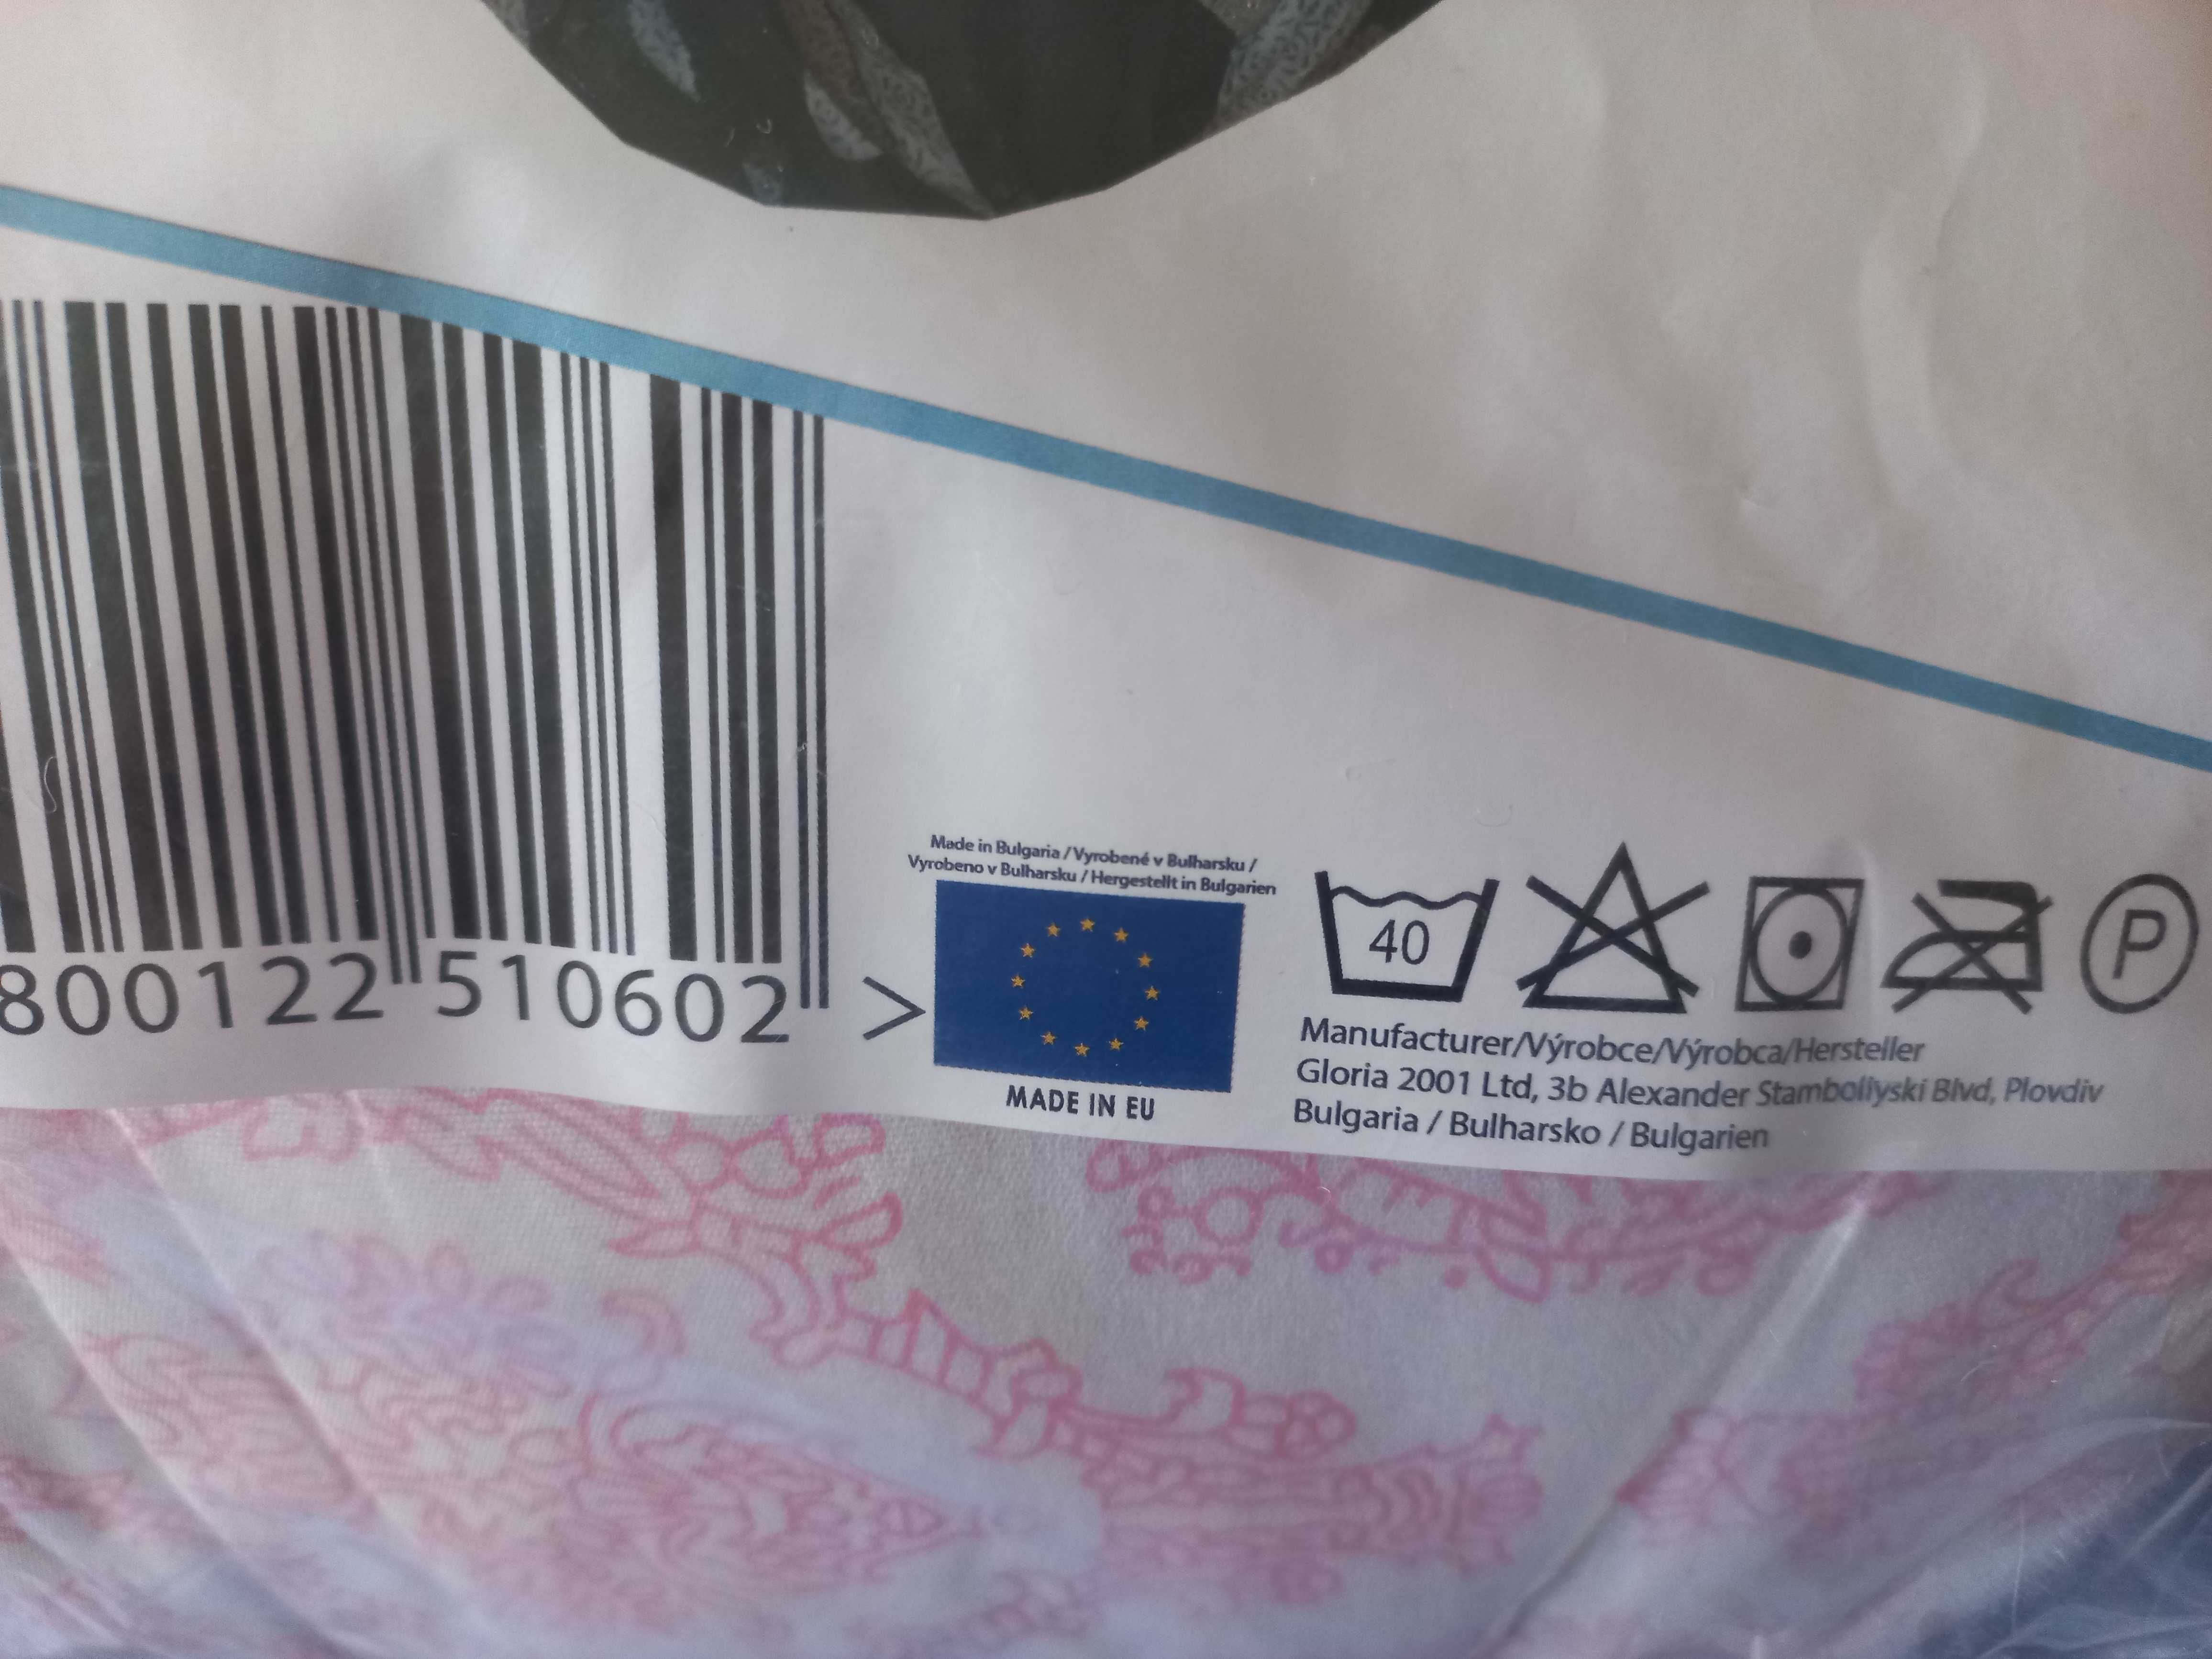 Made in Bulgaria / Vyrobené v Bulharsku /
Vyrobeno v Bulharsku / Hergestellt in Bulgarien
40
P
800122 510602 >
MADE IN EU
Manufacturer/Výrobce/Výrobca/Hersteller
Gloria 2001 Ltd, 3b Alexander Stamboliyski Blvd, Plovdiv
Bulgaria / Bulharsko / Bulgarien